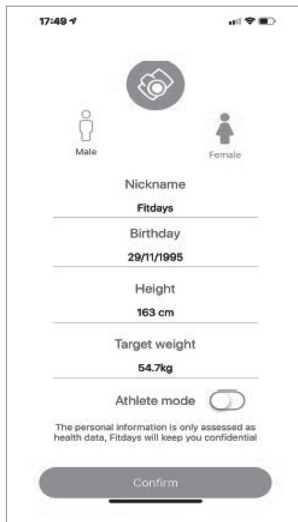 17:49
Male
Female
Nickname
Fitdays
Birthday
29/11/1995
Height
163 cm
Target weight
54.7kg
Athlete mode
The personal information is only assessed as
health data, Fitdays will keep you confidential
Confirm